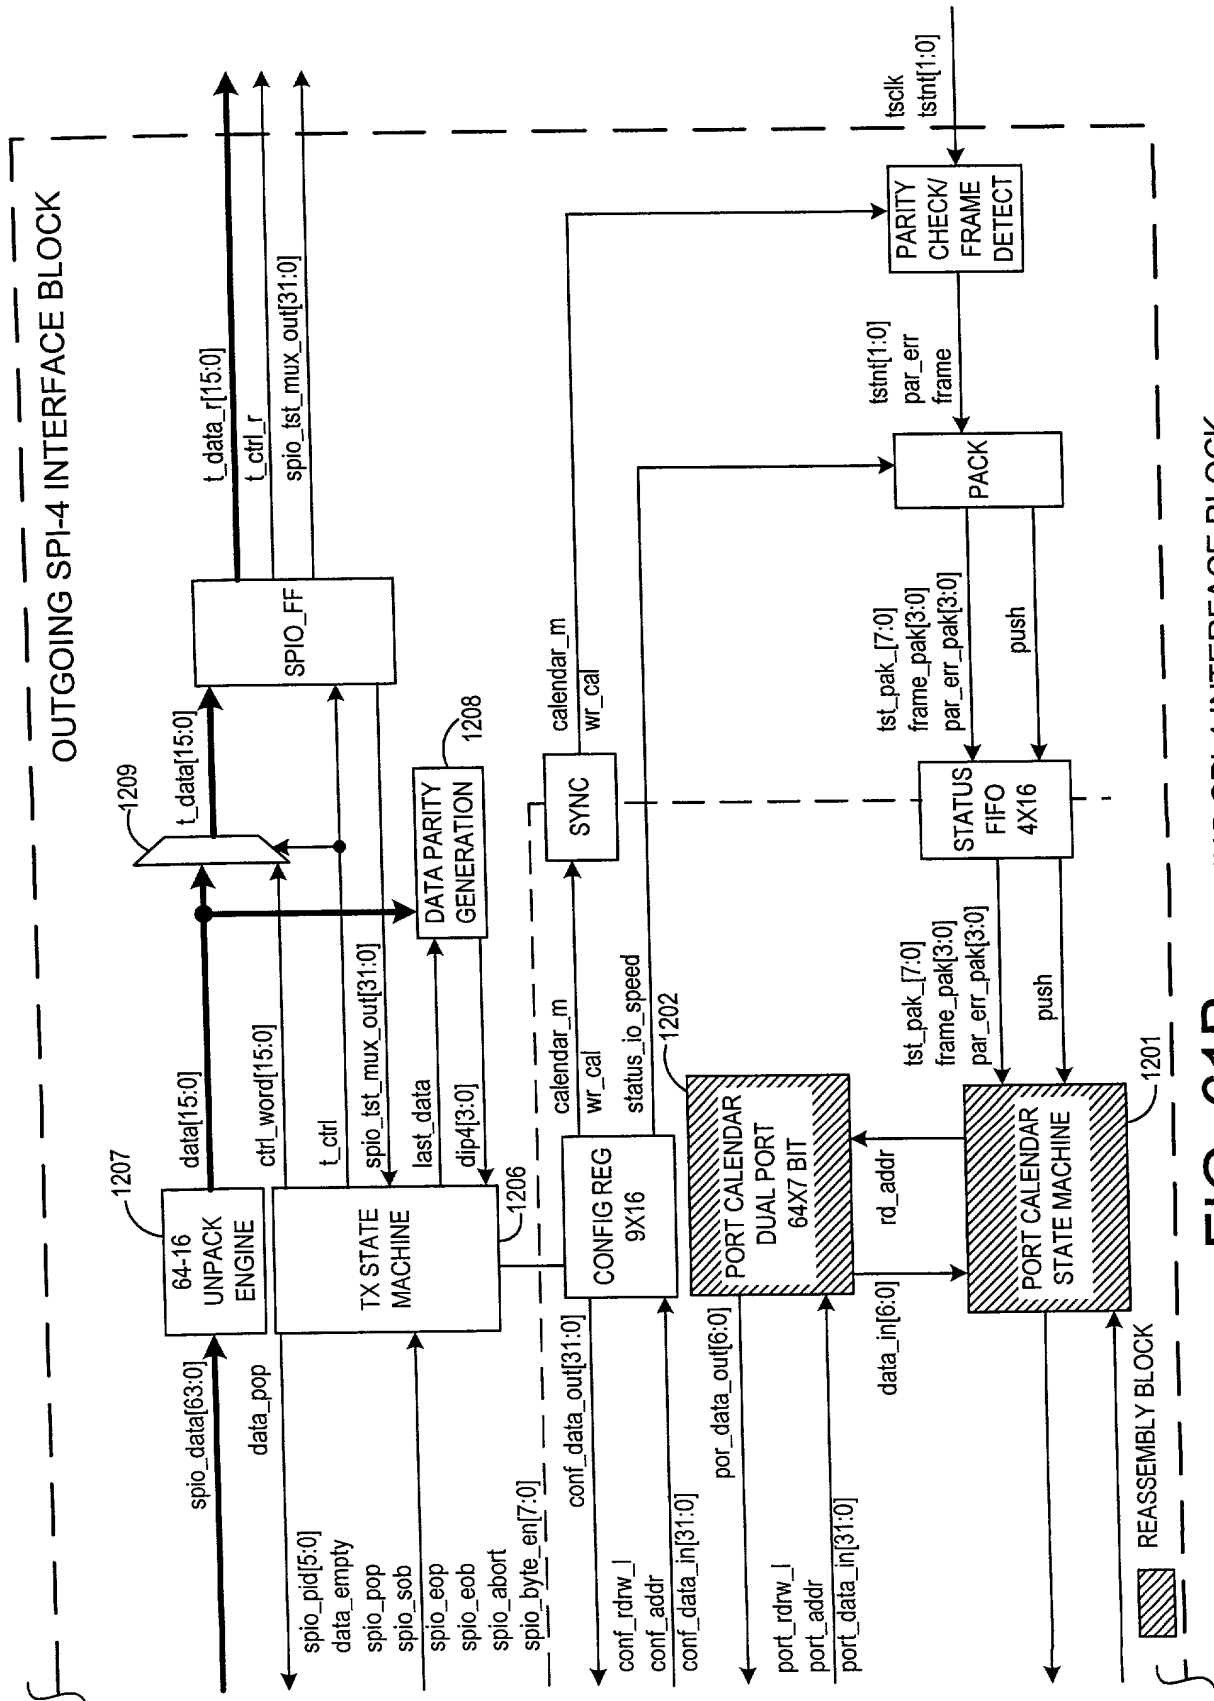 OUTGOING SPI-4 INTERFACE BLOCK
spio_data[63:0]
1207
64-16
UNPACK
ENGINE
data[15:0]
1209
t_data[15:0]
SPIO_FF
t_data_r[15:0]
t_ctrl_r
spio_tst_mux_out[31:0]
data_pop
spio_pid[5:0]
data_empty
spio_pop
spio_sob
spio_eop
spio_eob
spio_abort
spio_byte_en[7:0]
TX STATE
MACHINE
1206
ctrl_word[15:0]
t_ctrl
spio_tst_mux_out[31:0]
last_data
dip4[3:0]
DATA PARITY
GENERATION
1208
conf_data_out[31:0]
conf_rdrw_l
conf_addr
conf_data_in[31:0]
CONFIG REG
9X16
calendar_m
wr_cal
status_io_speed
SYNC
calendar_m
wr_cal
por_data_out[6:0]
port_rdrw_l
port_addr
port_data_in[31:0]
PORT CALENDAR
DUAL PORT
64X7 BIT
1202
data_in[6:0]
rd_addr
PORT CALENDAR
STATE MACHINE
1201
tst_pak_[7:0]
frame_pak[3:0]
par_err_pak[3:0]
push
STATUS
FIFO
4X16
tst_pak_[7:0]
frame_pak[3:0]
par_err_pak[3:0]
push
PACK
tstnt[1:0]
par_err
frame
PARITY
CHECK/
FRAME
DETECT
tsclk
tstnt[1:0]
REASSEMBLY BLOCK